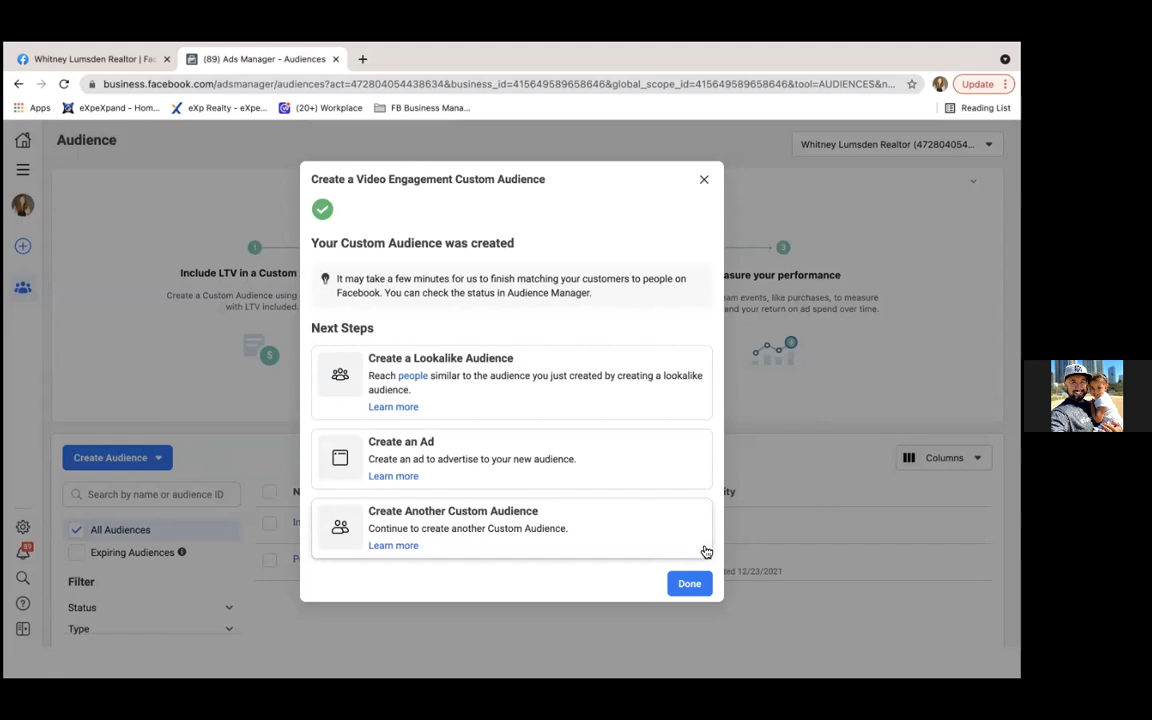 Whitney Lumsden Realtor | Fac
(89) Ads Manager - Audiences
business.facebook.com/adsmanager/audiences?act=472804054438634&business_id=415649589658646&global_scope_id=415649589658646&tool=AUDIENCES&n...
Update
Apps
eXpeXpand - Hom...
eXp Realty - eXpe...
(20+) Workplace
FB Business Mana...
Reading List
Audience
Whitney Lumsden Realtor (472804054...
Create a Video Engagement Custom Audience
Your Custom Audience was created
1
3
Include LTV in a Custom
asure your performance
Create a Custom Audience using
with LTV included.
am events, like purchases, to measure
and your return on ad spend over time.
It may take a few minutes for us to finish matching your customers to people on
Facebook. You can check the status in Audience Manager.
Next Steps
Create a Lookalike Audience
Reach people similar to the audience you just created by creating a lookalike
audience.
Learn more
Create an Ad
Create an ad to advertise to your new audience.
Learn more
Create Another Custom Audience
Continue to create another Custom Audience.
Learn more
Done
Create Audience
Columns
Search by name or audience ID
N
ity
All Audiences
In
Expiring Audiences
P
ed 12/23/2021
Filter
Status
Type
89